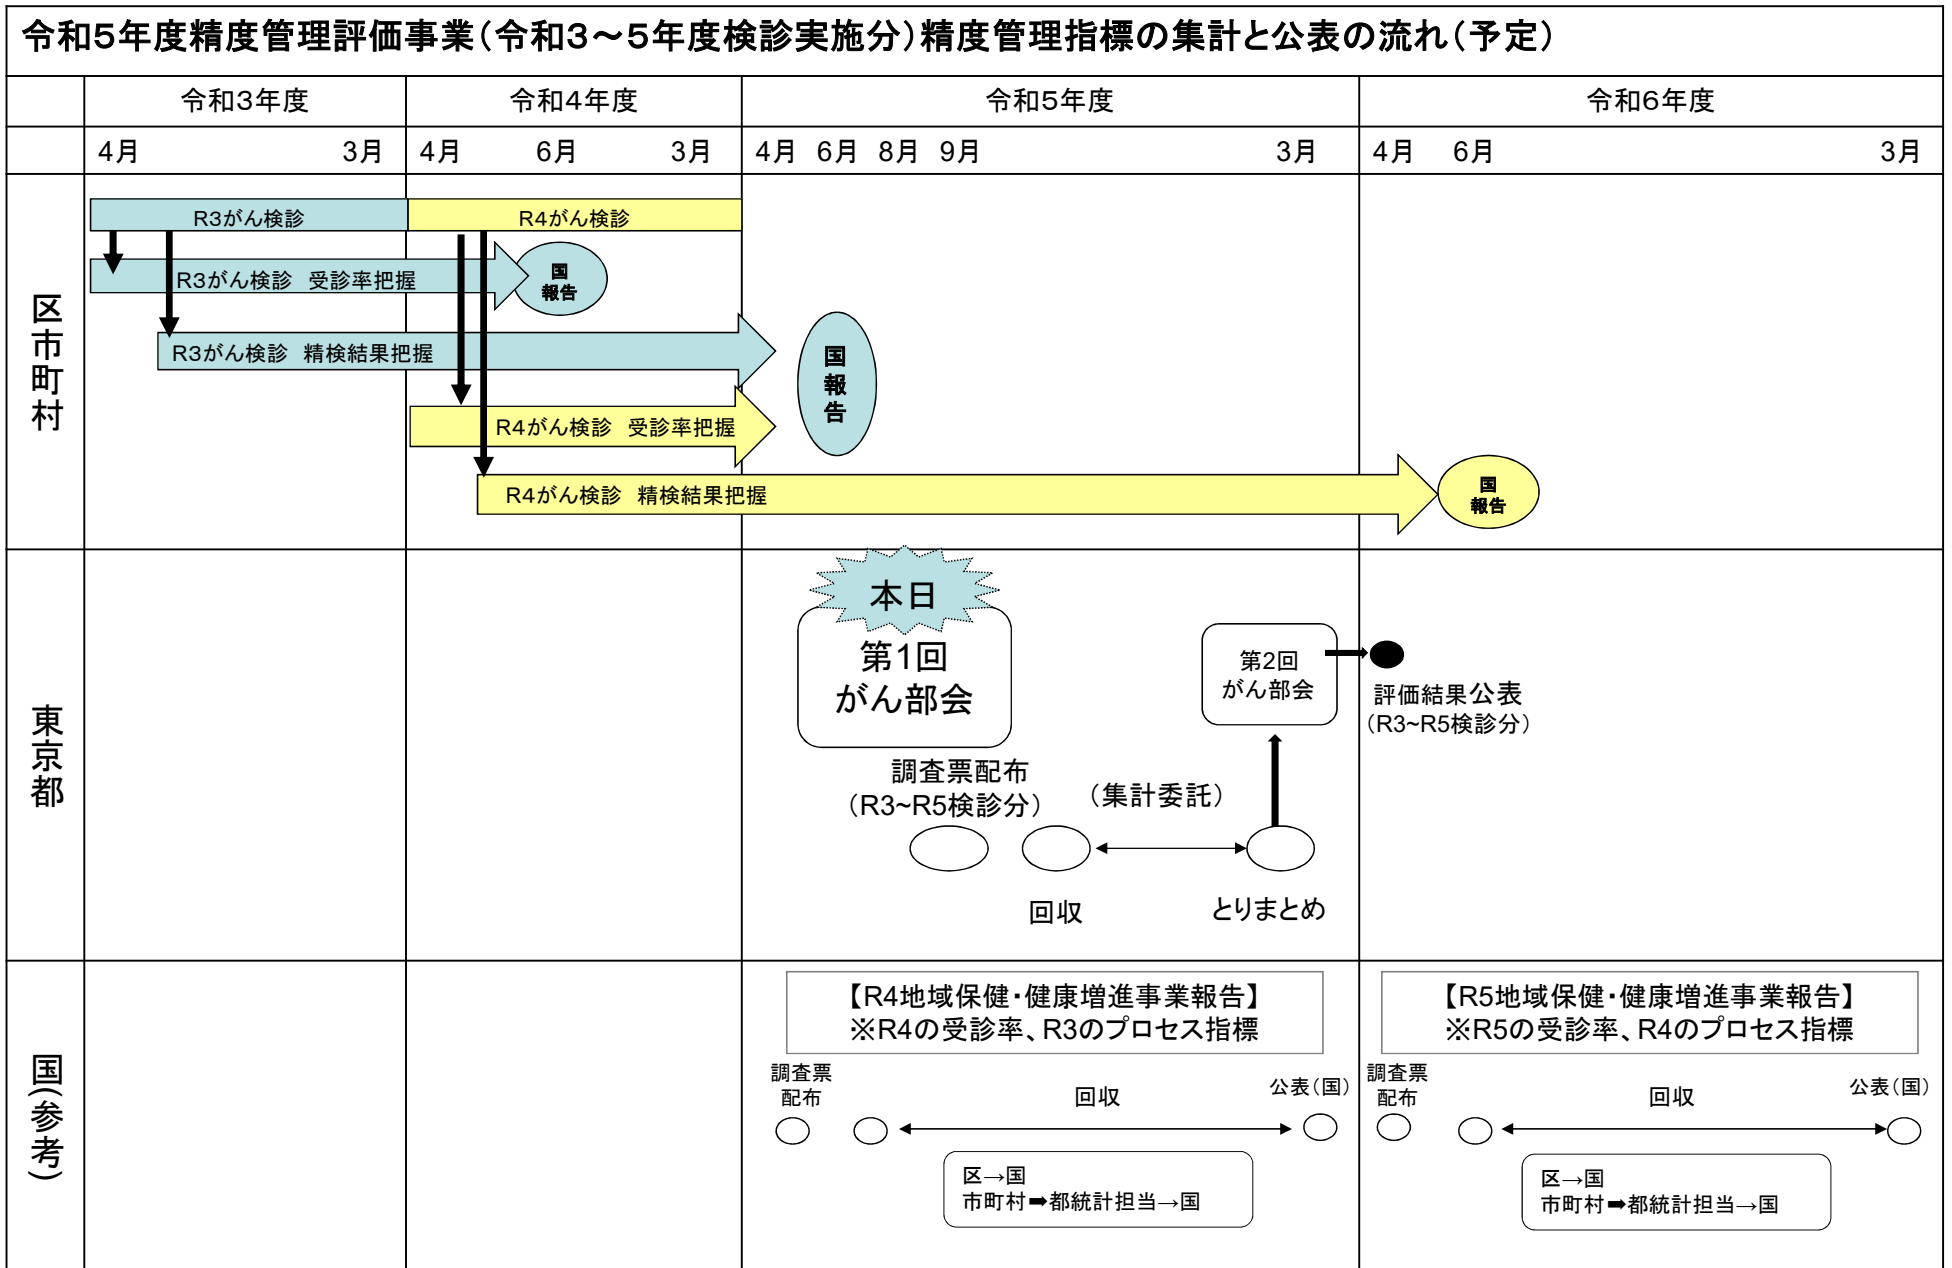 令和5年度精度管理評価事業（令和3～5年度検診実施分）精度管理指標の集計と公表の流れ（予定）
令和3年度
令和4年度
令和5年度
令和6年度
4月 3月 4月 6月 3月 4月 6月 8月 9月 3月 4月 6月 3月
区市町村
R3がん検診
R4がん検診
R3がん検診 受診率把握
国
報告
R3がん検診 精検結果把握
国
報
告
R4がん検診 受診率把握
R4がん検診 精検結果把握
国
報告
東京都
本日
第1回
がん部会
第2回
がん部会
評価結果公表
（R3~R5検診分）
調査票配布
（R3~R5検診分）
（集計委託）
回収
とりまとめ
国(参考)
【R4地域保健・健康増進事業報告】
※R4の受診率、R3のプロセス指標
調査票
配布
回収
公表（国）
区→国
市町村➡都統計担当→国
【R5地域保健・健康増進事業報告】
※R5の受診率、R4のプロセス指標
調査票
配布
回収
公表（国）
区→国
市町村➡都統計担当→国